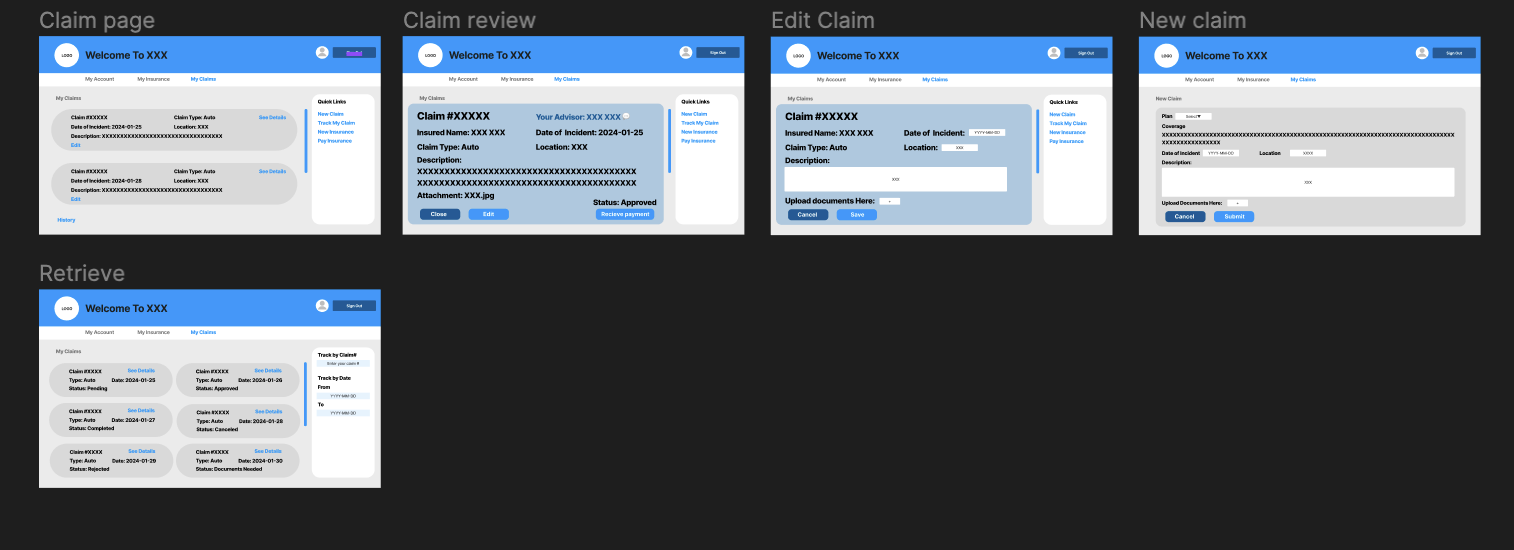 Claim page
LOGO
Welcome To XXX
My Account My Insurance My Claims
My Claims
Claim #XXXXX Claim Type: Auto See Details
Date of Incident: 2024-01-25 Location: XXX
Description: XXXXXXXXXXXXXXXXXXXXXXXXXXXXXXXXX
Edit
Claim #XXXXX Claim Type: Auto See Details
Date of Incident: 2024-01-28 Location: XXX
Description: XXXXXXXXXXXXXXXXXXXXXXXXXXXXXXXXX
Edit
History
Quick Links
New Claim
Track My Claim
New Insurance
Pay Insurance
Claim review
LOGO
Welcome To XXX
Sign Out
My Account My Insurance My Claims
My Claims
Claim #XXXXX Your Advisor: XXX XXX
Insured Name: XXX XXX Date of Incident: 2024-01-25
Claim Type: Auto Location: XXX
Description:
XXXXXXXXXXXXXXXXXXXXXXXXXXXXXXXXXXXXX
XXXXXXXXXXXXXXXXXXXXXXXXXXXXXXXXXXXXX
Attachment: XXX.jpg
Status: Approved
Close Edit Recieve payment
Quick Links
New Claim
Track My Claim
New Insurance
Pay Insurance
Edit Claim
LOGO
Welcome To XXX
Sign Out
My Account My Insurance My Claims
My Claims
Claim #XXXXX
Insured Name: XXX XXX Date of Incident: YYYY-MM-DD
Claim Type: Auto Location: XXX
Description:
XXX
Upload documents Here: +
Cancel Save
Quick Links
New Claim
Track My Claim
New Insurance
Pay Insurance
New claim
LOGO
Welcome To XXX
Sign Out
My Account My Insurance My Claims
New Claim
Plan Select▼
Coverage
XXXXXXXXXXXXXXXXXXXXXXXXXXXXXXXXXXXXXXXXXXXXXXXXXXXXXXXXXXXXXXXXXXXXXXXXXXXXXXXX
XXXXXXXXXXXXXXXX
Date of Incident YYYY-MM-DD Location XXXX
Description:
XXX
Upload Documents Here: +
Cancel Submit
Retrieve
LOGO
Welcome To XXX
Sign Out
My Account My Insurance My Claims
My Claims
Claim #XXXX See Details
Type: Auto Date: 2024-01-25
Status: Pending
Claim #XXXX See Details
Type: Auto Date: 2024-01-26
Status: Approved
Claim #XXXX See Details
Type: Auto Date: 2024-01-27
Status: Completed
Claim #XXXX See Details
Type: Auto Date: 2024-01-28
Status: Canceled
Claim #XXXX See Details
Type: Auto Date: 2024-01-29
Status: Rejected
Claim #XXXX See Details
Type: Auto Date: 2024-01-30
Status: Documents Needed
Track by Claim#
Enter your claim #
Track by Date
From
YYYY-MM-DD
To
YYYY-MM-DD